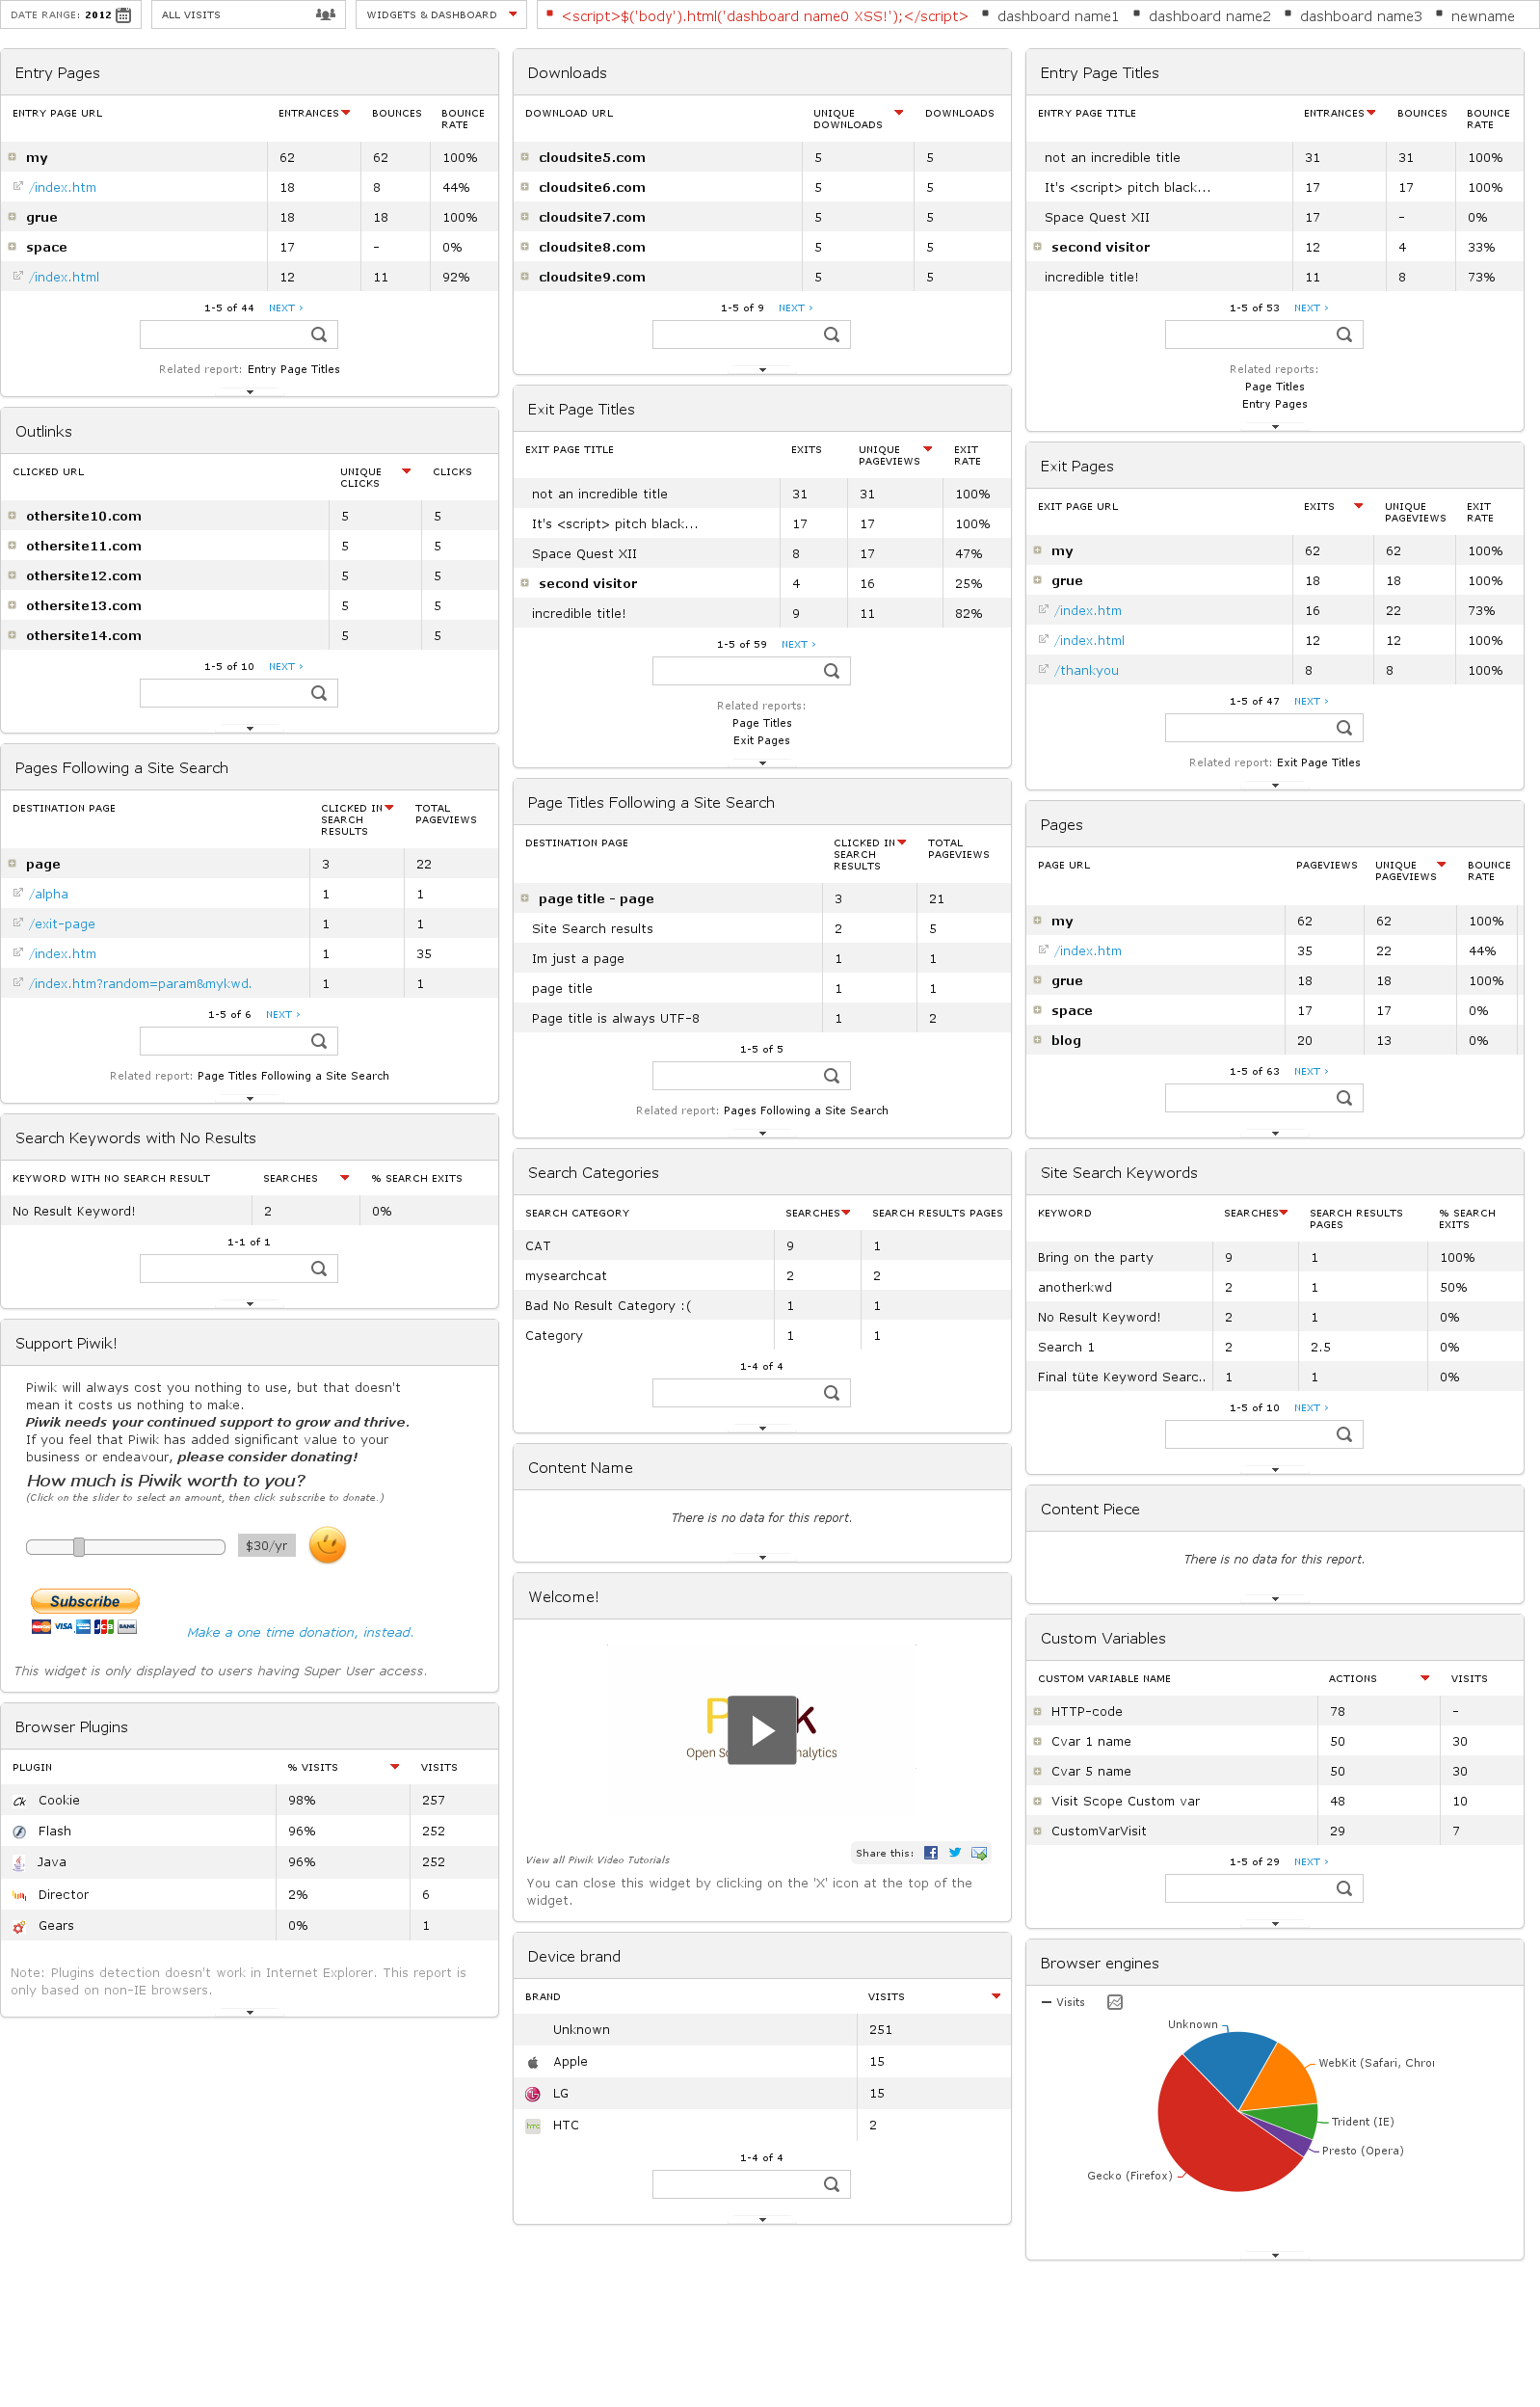 DATE RANGE: 2012
ALL VISITS
WIDGETS & DASHBOARD
<script>$('body').html('dashboard name0 XSS!');</script>
dashboard name1
dashboard name2
dashboard name3
newname
Entry Pages
ENTRY PAGE URL ENTRANCES BOUNCES BOUNCE RATE
my 62 62 100%
/index.htm 18 8 44%
grue 18 18 100%
space 17 - 0%
/index.html 12 11 92%
1-5 of 44 NEXT ›
Related report: Entry Page Titles
Outlinks
CLICKED URL UNIQUE CLICKS CLICKS
othersite10.com 5 5
othersite11.com 5 5
othersite12.com 5 5
othersite13.com 5 5
othersite14.com 5 5
1-5 of 10 NEXT ›
Pages Following a Site Search
DESTINATION PAGE CLICKED IN SEARCH RESULTS TOTAL PAGEVIEWS
page 3 22
/alpha 1 1
/exit-page 1 1
/index.htm 1 35
/index.htm?random=param&mykwd. 1 1
1-5 of 6 NEXT ›
Related report: Page Titles Following a Site Search
Search Keywords with No Results
KEYWORD WITH NO SEARCH RESULT SEARCHES % SEARCH EXITS
No Result Keyword! 2 0%
1-1 of 1
Support Piwik!
Piwik will always cost you nothing to use, but that doesn't
mean it costs us nothing to make.
Piwik needs your continued support to grow and thrive.
If you feel that Piwik has added significant value to your
business or endeavour, please consider donating!
How much is Piwik worth to you?
(Click on the slider to select an amount, then click subscribe to donate.)
$30/yr
Subscribe
VISA JCB BANK
Make a one time donation, instead.
This widget is only displayed to users having Super User access.
Browser Plugins
PLUGIN % VISITS VISITS
Cookie 98% 257
Flash 96% 252
Java 96% 252
Director 2% 6
Gears 0% 1
Note: Plugins detection doesn't work in Internet Explorer. This report is
only based on non-IE browsers.
Downloads
DOWNLOAD URL UNIQUE DOWNLOADS DOWNLOADS
cloudsite5.com 5 5
cloudsite6.com 5 5
cloudsite7.com 5 5
cloudsite8.com 5 5
cloudsite9.com 5 5
1-5 of 9 NEXT ›
Exit Page Titles
EXIT PAGE TITLE EXITS UNIQUE PAGEVIEWS EXIT RATE
not an incredible title 31 31 100%
It's <script> pitch black... 17 17 100%
Space Quest XII 8 17 47%
second visitor 4 16 25%
incredible title! 9 11 82%
1-5 of 59 NEXT ›
Related reports:
Page Titles
Exit Pages
Page Titles Following a Site Search
DESTINATION PAGE CLICKED IN SEARCH RESULTS TOTAL PAGEVIEWS
page title - page 3 21
Site Search results 2 5
Im just a page 1 1
page title 1 1
Page title is always UTF-8 1 2
1-5 of 5
Related report: Pages Following a Site Search
Search Categories
SEARCH CATEGORY SEARCHES SEARCH RESULTS PAGES
CAT 9 1
mysearchcat 2 2
Bad No Result Category :( 1 1
Category 1 1
1-4 of 4
Content Name
There is no data for this report.
Welcome!
P k
Open So nalytics
View all Piwik Video Tutorials
Share this:
You can close this widget by clicking on the 'X' icon at the top of the
widget.
Device brand
BRAND VISITS
Unknown 251
Apple 15
LG 15
HTC 2
1-4 of 4
Entry Page Titles
ENTRY PAGE TITLE ENTRANCES BOUNCES BOUNCE RATE
not an incredible title 31 31 100%
It's <script> pitch black... 17 17 100%
Space Quest XII 17 - 0%
second visitor 12 4 33%
incredible title! 11 8 73%
1-5 of 53 NEXT ›
Related reports:
Page Titles
Entry Pages
Exit Pages
EXIT PAGE URL EXITS UNIQUE PAGEVIEWS EXIT RATE
my 62 62 100%
grue 18 18 100%
/index.htm 16 22 73%
/index.html 12 12 100%
/thankyou 8 8 100%
1-5 of 47 NEXT ›
Related report: Exit Page Titles
Pages
PAGE URL PAGEVIEWS UNIQUE PAGEVIEWS BOUNCE RATE
my 62 62 100%
/index.htm 35 22 44%
grue 18 18 100%
space 17 17 0%
blog 20 13 0%
1-5 of 63 NEXT ›
Site Search Keywords
KEYWORD SEARCHES SEARCH RESULTS PAGES % SEARCH EXITS
Bring on the party 9 1 100%
anotherkwd 2 1 50%
No Result Keyword! 2 1 0%
Search 1 2 2.5 0%
Final tüte Keyword Searc.. 1 1 0%
1-5 of 10 NEXT ›
Content Piece
There is no data for this report.
Custom Variables
CUSTOM VARIABLE NAME ACTIONS VISITS
HTTP-code 78 -
Cvar 1 name 50 30
Cvar 5 name 50 30
Visit Scope Custom var 48 10
CustomVarVisit 29 7
1-5 of 29 NEXT ›
Browser engines
Visits
Unknown
WebKit (Safari, Chro
Trident (IE)
Presto (Opera)
Gecko (Firefox)